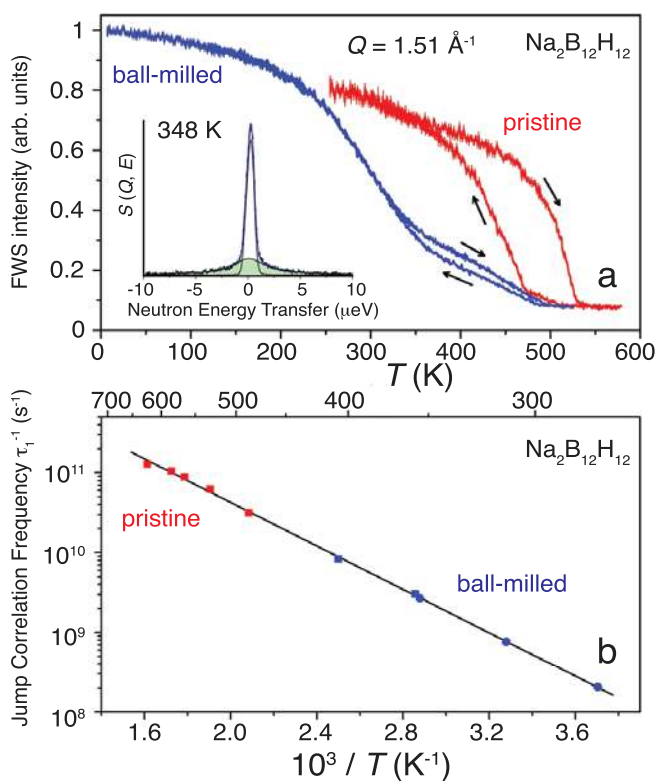 1
0.8
0.6
0.4
0.2
0
FWS intensity (arb. units)
Q = 1.51 Å⁻¹
Na₂B₁₂H₁₂
ball-milled
pristine
348 K
S (Q, E)
-10 -5 0 5 10
Neutron Energy Transfer (μeV)
a
0 100 200 300 400 500 600
T (K)
700 600 500 400 300
Na₂B₁₂H₁₂
10¹¹
10¹⁰
10⁹
10⁸
Jump Correlation Frequency τ₁⁻¹ (s⁻¹)
pristine
ball-milled
b
1.6 2.0 2.4 2.8 3.2 3.6
10³ / T (K⁻¹)